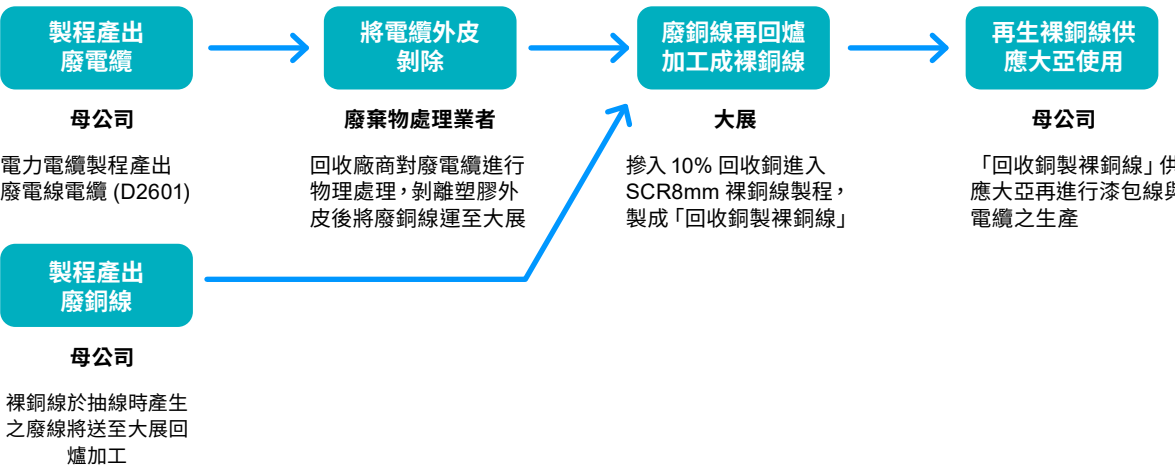 製程產出
廢電纜
母公司
電力電纜製程產出
廢電線電纜 (D2601)
將電纜外皮
剝除
廢棄物處理業者
回收廠商對廢電纜進行
物理處理，剝離塑膠外
皮後將廢銅線運至大展
廢銅線再回爐
加工成裸銅線
大展
摻入 10% 回收銅進入
SCR8mm 裸銅線製程，
製成「回收銅製裸銅線」
再生裸銅線供
應大亞使用
母公司
「回收銅製裸銅線」供
應大亞再進行漆包線與
電纜之生產
製程產出
廢銅線
母公司
裸銅線於抽線時產生
之廢線將送至大展回
爐加工